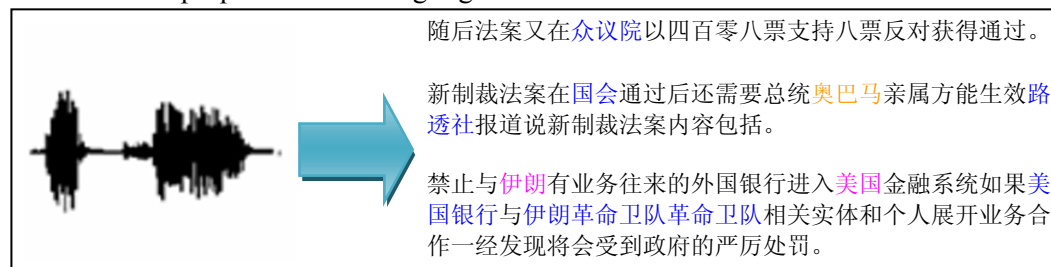 随后法案又在众议院以四百零八票支持八票反对获得通过。
新制裁法案在国会通过后还需要总统奥巴马亲属方能生效路
透社报道说新制裁法案内容包括。
禁止与伊朗有业务往来的外国银行进入美国金融系统如果美
国银行与伊朗革命卫队革命卫队相关实体和个人展开业务合
作一经发现将会受到政府的严厉处罚。